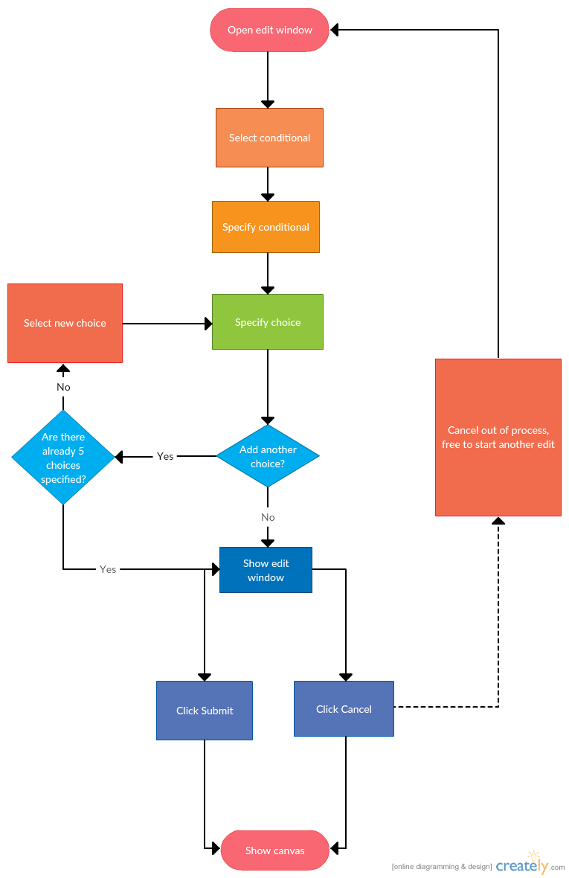 Open edit window
Select conditional
Specify conditional
Select new choice
Specify choice
Cancel out of process,
free to start another edit
No
Are there
already 5
choices
specified?
Yes
Add another
choice?
No
Yes
Show edit
window
Click Submit
Click Cancel
Show canvas
[online diagramming & design] creately.com